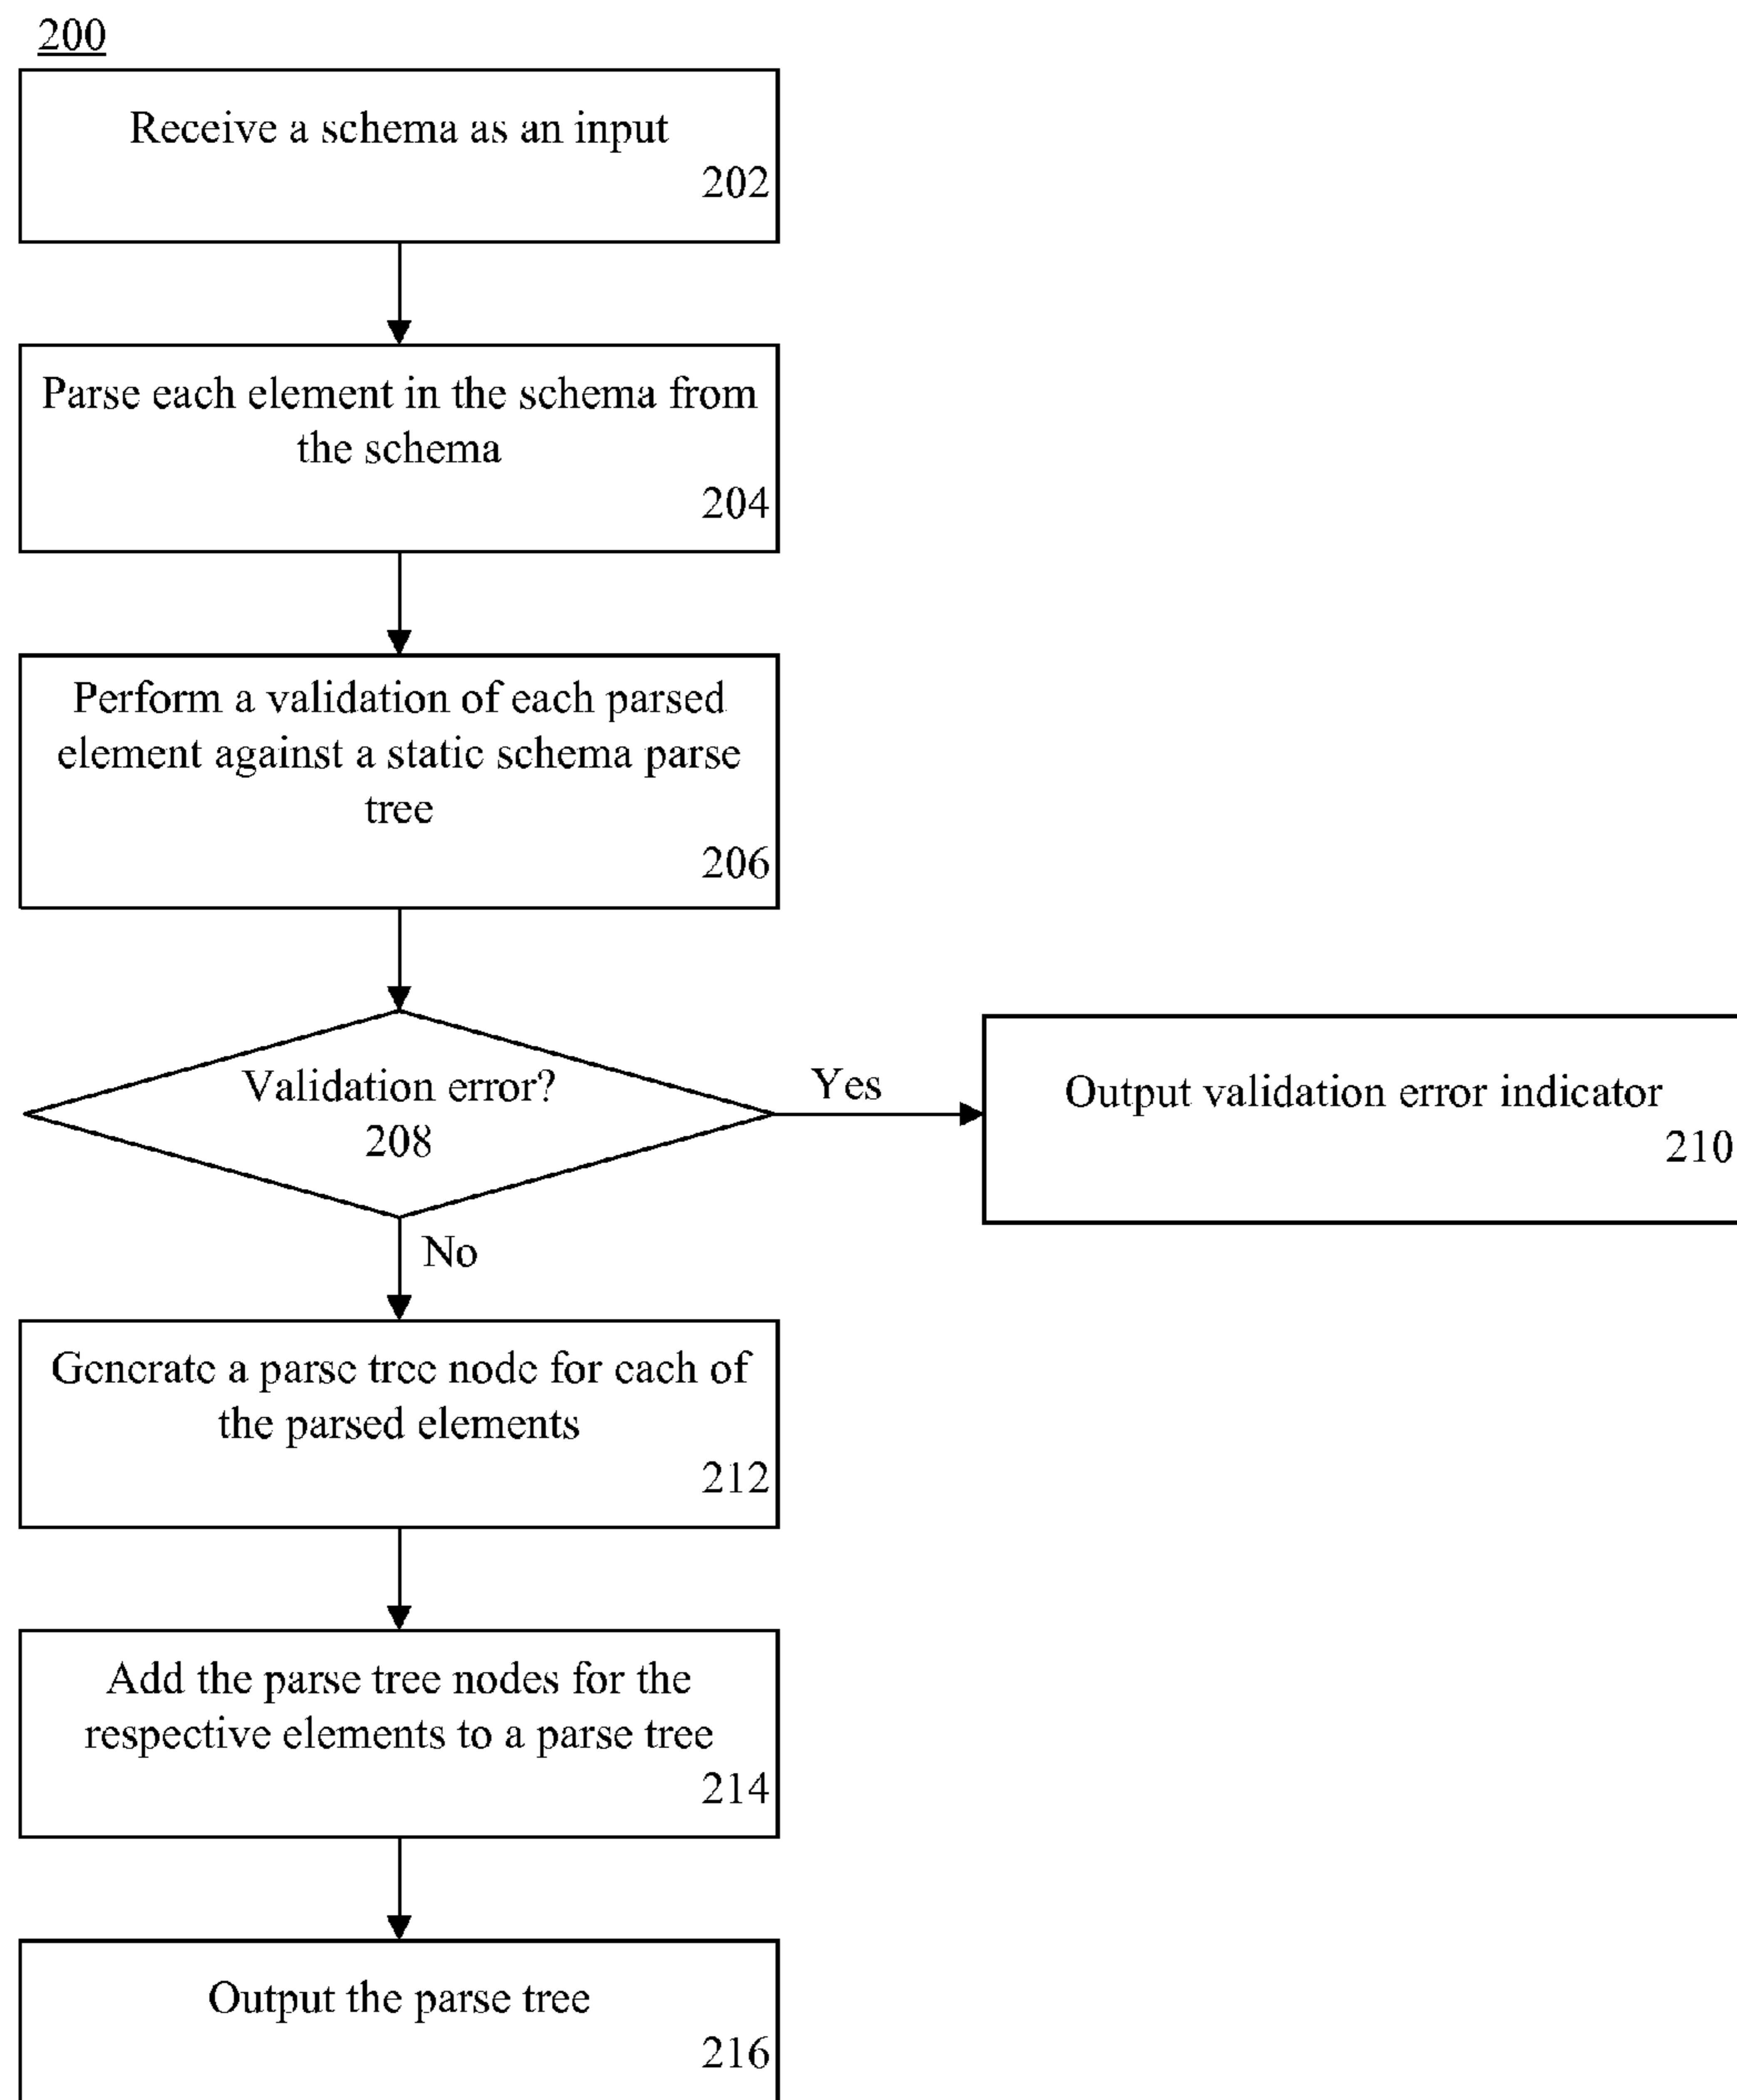 200
Receive a schema as an input
202
Parse each element in the schema from
the schema
204
Perform a validation of each parsed
element against a static schema parse
tree
206
Validation error?
208
Yes
Output validation error indicator
210
No
Generate a parse tree node for each of
the parsed elements
212
Add the parse tree nodes for the
respective elements to a parse tree
214
Output the parse tree
216